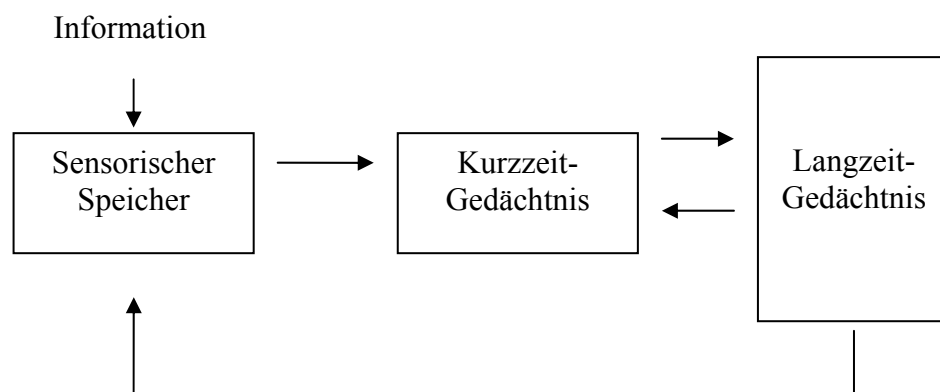 Information
Sensorischer
Speicher
Kurzzeit-
Gedächtnis
Langzeit-
Gedächtnis